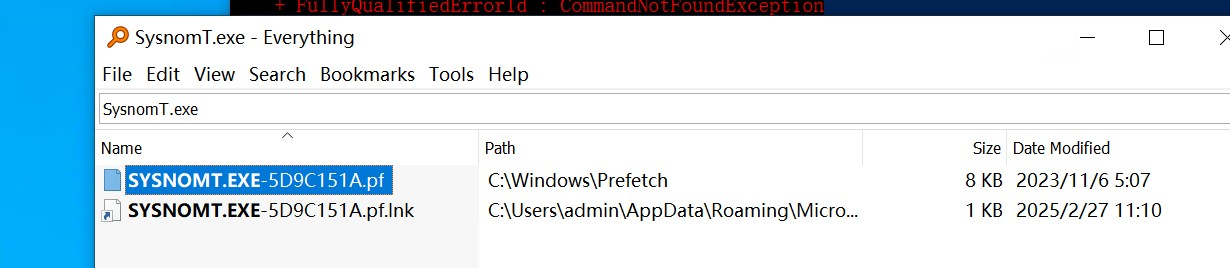 + FullyQualifiedErrorId : CommandNotFoundException
SysnomT.exe - Everything
File Edit View Search Bookmarks Tools Help
SysnomT.exe
Name Path Size Date Modified
SYSNOMT.EXE-5D9C151A.pf C:\Windows\Prefetch 8 KB 2023/11/6 5:07
SYSNOMT.EXE-5D9C151A.pf.lnk C:\Users\admin\AppData\Roaming\Micro... 1 KB 2025/2/27 11:10